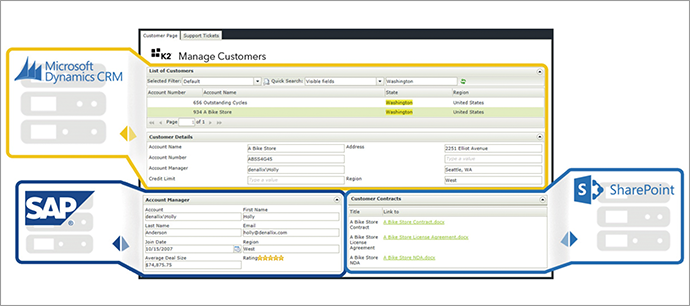 Customer Page Support Tickets
Microsoft Dynamics CRM
K2 Manage Customers
List of Customers
Selected Filter: Default Quick Search: Visible fields Washington
Account Number Account Name State Region
656 Outstanding Cycles Washington United States
934 A Bike Store Washington United States
Page of 1
Customer Details
Account Name A Bike Store Address 2251 Elliot Avenue
Account Number ABSS4G45 Type a value
Account Manager denallix\Holly Seattle, WA
Credit Limit Type a value Region West
SAP
Account Manager
Account First Name
denallix\Holly Holly
Last Name Email
Anderson holly@denallix.com
Join Date Region
10/15/2007 West
Average Deal Size Rating
$74,875.75
SharePoint
Customer Contracts
Title Link to
A Bike Store Contract A Bike Store Contract.docx
A Bike Store License Agreement A Bike Store License Agreement.docx
A Bike Store NDA A Bike Store NDA.docx